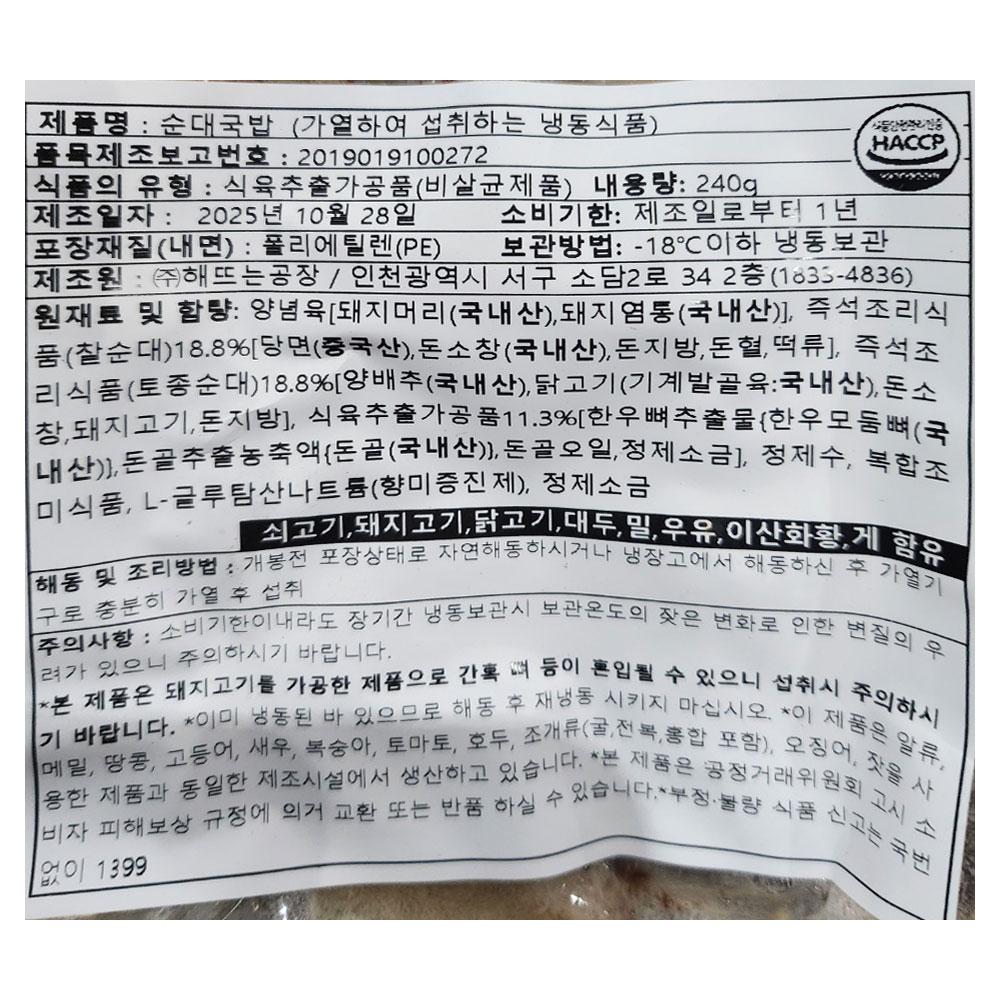 제품명 : 순대국밥 (가열하여 섭취하는 냉동식품)
식품안전관리인증
HACCP
품목제조보고번호 : 2019019100272
식품의 유형 : 식육추출가공품(비살균제품) 내용량: 240g
제조일자 : 2025년 10월 28일 소비기한: 제조일로부터 1년
포장재질(내면) : 폴리에틸렌(PE) 보관방법: -18℃이하 냉동보관
제조원 : ㈜해뜨는공장 / 인천광역시 서구 소담2로 34 2층(1833-4836)
원재료 및 함량: 양념육[돼지머리(국내산),돼지염통(국내산)], 즉석조리식
품(찰순대)18.8%[당면(중국산),돈소창(국내산),돈지방,돈혈,떡류], 즉석조
리식품(토종순대)18.8%[양배추(국내산),닭고기(기계발골육:국내산),돈소
창,돼지고기,돈지방], 식육추출가공품11.3%[한우뼈추출물{한우모둠뼈(국
내산)},돈골추출농축액{돈골(국내산)},돈골오일,정제소금], 정제수, 복합조
미식품, L-글루탐산나트륨(향미증진제), 정제소금
쇠고기,돼지고기,닭고기,대두,밀,우유,이산화황,게 함유
해동 및 조리방법 : 개봉전 포장상태로 자연해동하시거나 냉장고에서 해동하신 후 가열기
구로 충분히 가열 후 섭취
주의사항 : 소비기한이내라도 장기간 냉동보관시 보관온도의 잦은 변화로 인한 변질의 우
려가 있으니 주의하시기 바랍니다.
*본 제품은 돼지고기를 가공한 제품으로 간혹 뼈 등이 혼입될 수 있으니 섭취시 주의하시
기 바랍니다. *이미 냉동된 바 있으므로 해동 후 재냉동 시키지 마십시오. *이 제품은 알류,
메밀, 땅콩, 고등어, 새우, 복숭아, 토마토, 호두, 조개류(굴,전복,홍합 포함), 오징어, 잣을 사
용한 제품과 동일한 제조시설에서 생산하고 있습니다. *본 제품은 공정거래위원회 고시 소
비자 피해보상 규정에 의거 교환 또는 반품 하실 수 있습니다.*부정·불량 식품 신고는 국번
없이 1399